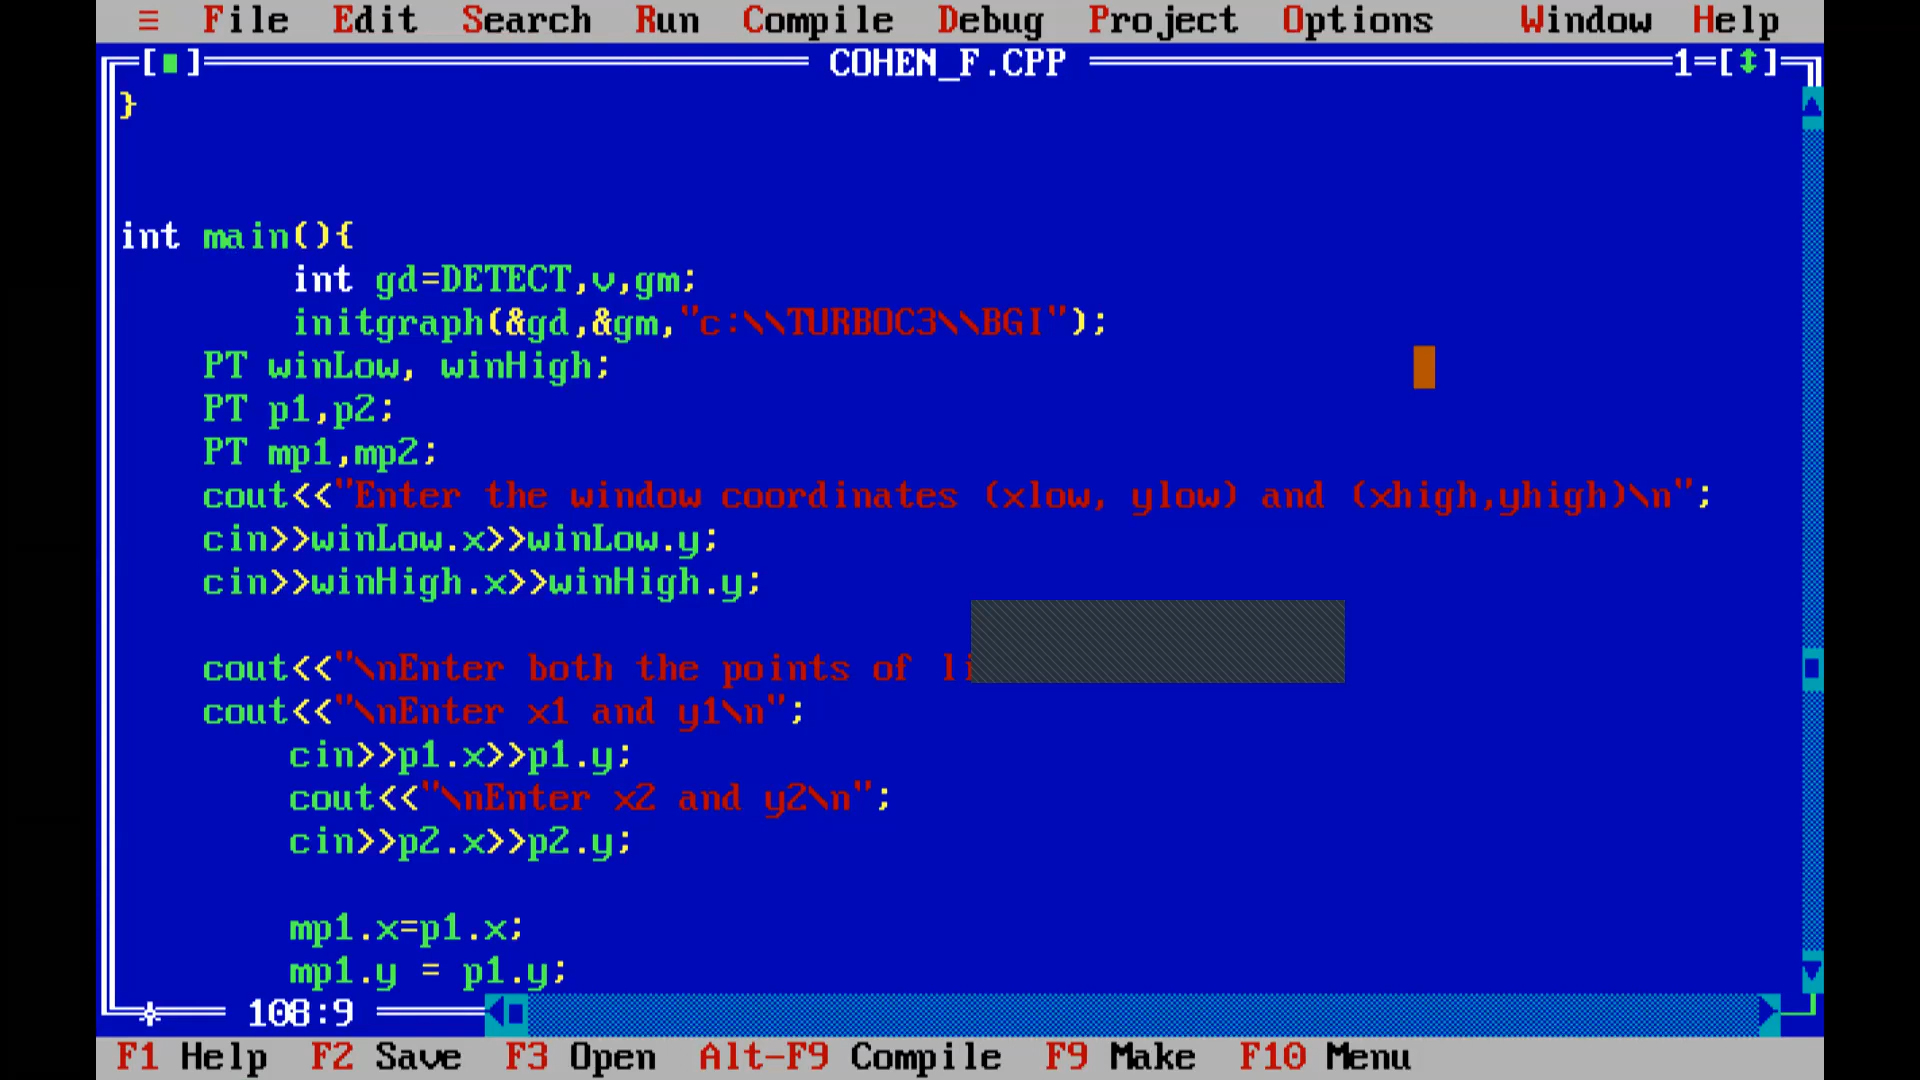 ≡ File Edit Search Run Compile Debug Project Options Window Help
[■] COHEN_F.CPP 1=[↕]
}
int main(){
int gd=DETECT,v,gm;
initgraph(&gd,&gm,"c:\\TURBOC3\\BGI");
PT winLow, winHigh;
PT p1,p2;
PT mp1,mp2;
cout<<"Enter the window coordinates (xlow, ylow) and (xhigh,yhigh)\n";
cin>>winLow.x>>winLow.y;
cin>>winHigh.x>>winHigh.y;
cout<<"\nEnter both the points of
cout<<"\nEnter x1 and y1\n";
cin>>p1.x>>p1.y;
cout<<"\nEnter x2 and y2\n";
cin>>p2.x>>p2.y;
mp1.x=p1.x;
mp1.y = p1.y;
108:9
F1 Help F2 Save F3 Open Alt-F9 Compile F9 Make F10 Menu